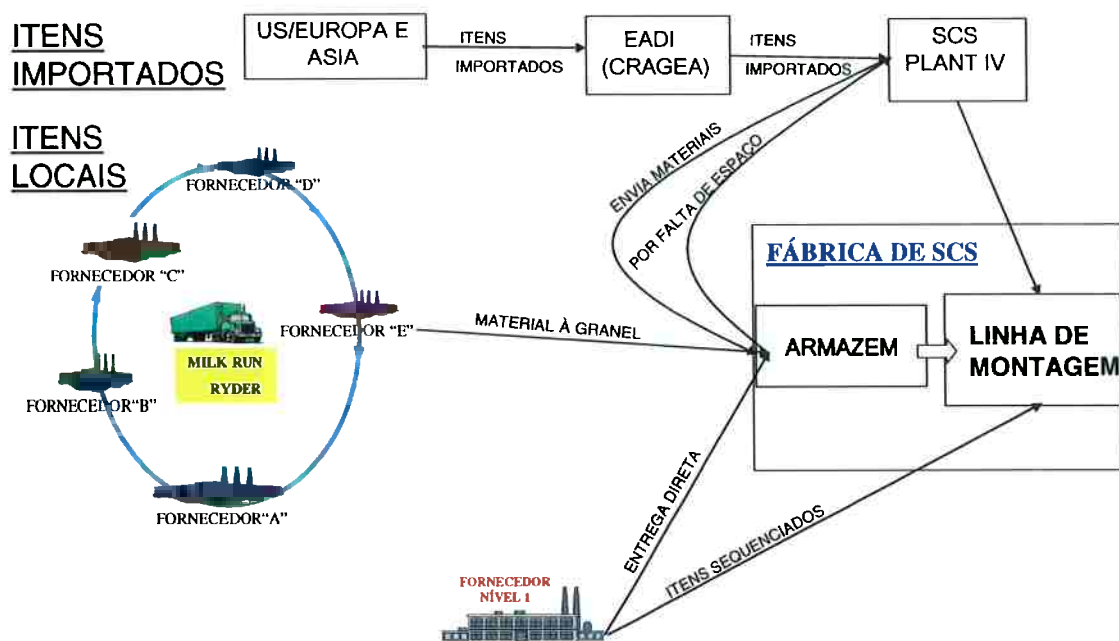 ITENS
IMPORTADOS
US/EUROPA E
ASIA
ITENS
IMPORTADOS
EADI
(CRAGEA)
ITENS
IMPORTADOS
SCS
PLANT IV
ITENS
LOCAIS
FORNECEDOR "D"
FORNECEDOR "C"
FORNECEDOR "E"
FORNECEDOR"B"
FORNECEDOR"A"
MILK RUN
RYDER
MATERIAL À GRANEL
ENVIA MATERIAIS
POR FALTA DE ESPAÇO
FÁBRICA DE SCS
ARMAZEM
LINHA DE
MONTAGEM
ENTREGA DIRETA
ITENS SEQUENCIADOS
FORNECEDOR
NÍVEL 1